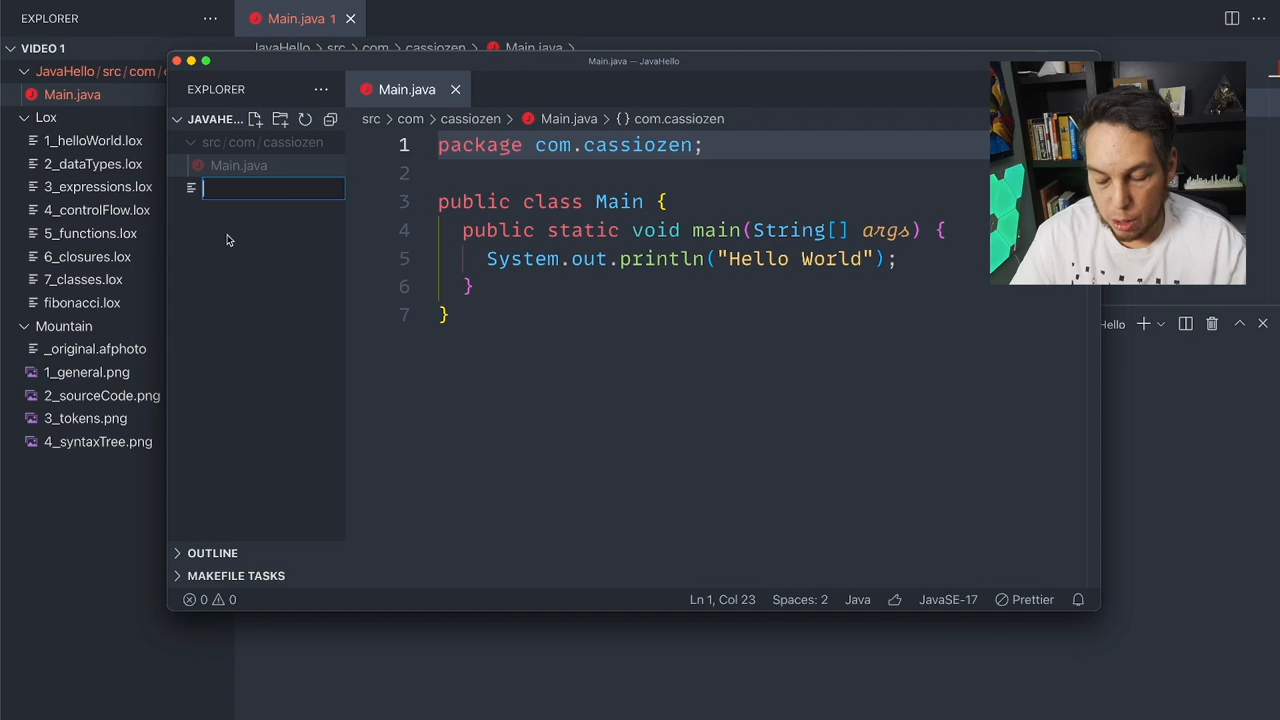 EXPLORER
Main.java 1
VIDEO 1
JavaHello / src / com /
Main.java
Lox
1_helloWorld.lox
2_dataTypes.lox
3_expressions.lox
4_controlFlow.lox
5_functions.lox
6_closures.lox
7_classes.lox
fibonacci.lox
Mountain
_original.afphoto
1_general.png
2_sourceCode.png
3_tokens.png
4_syntaxTree.png
JavaHello > src > com > cassiozen > Main.java >
Main.java — JavaHello
EXPLORER ···
JAVAHE...
src / com / cassiozen
Main.java
OUTLINE
MAKEFILE TASKS
Main.java
src > com > cassiozen > Main.java > {} com.cassiozen
1 package com.cassiozen;
2
3 public class Main {
4 public static void main(String[] args) {
5 System.out.println("Hello World");
6 }
7 }
0 0
Ln 1, Col 23 Spaces: 2 Java JavaSE-17 Prettier